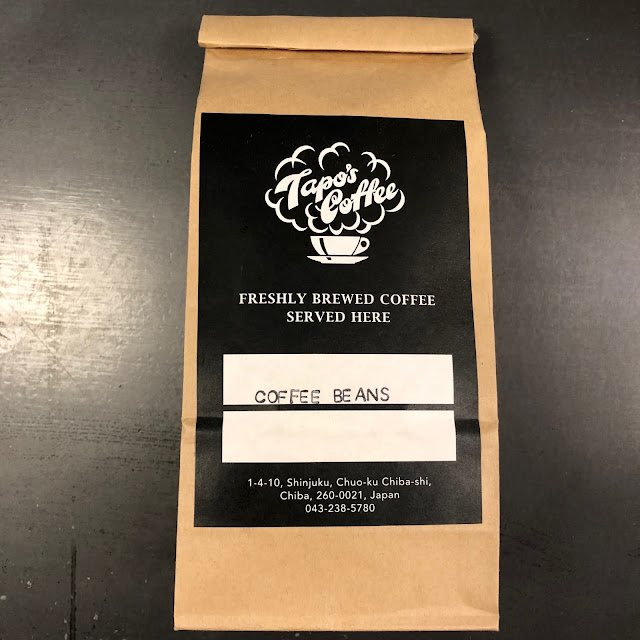 Tapo's
Coffee
FRESHLY BREWED COFFEE
SERVED HERE
COFFEE BEANS
1-4-10, Shinjuku, Chuo-ku Chiba-shi,
Chiba, 260-0021, Japan
043-238-5780